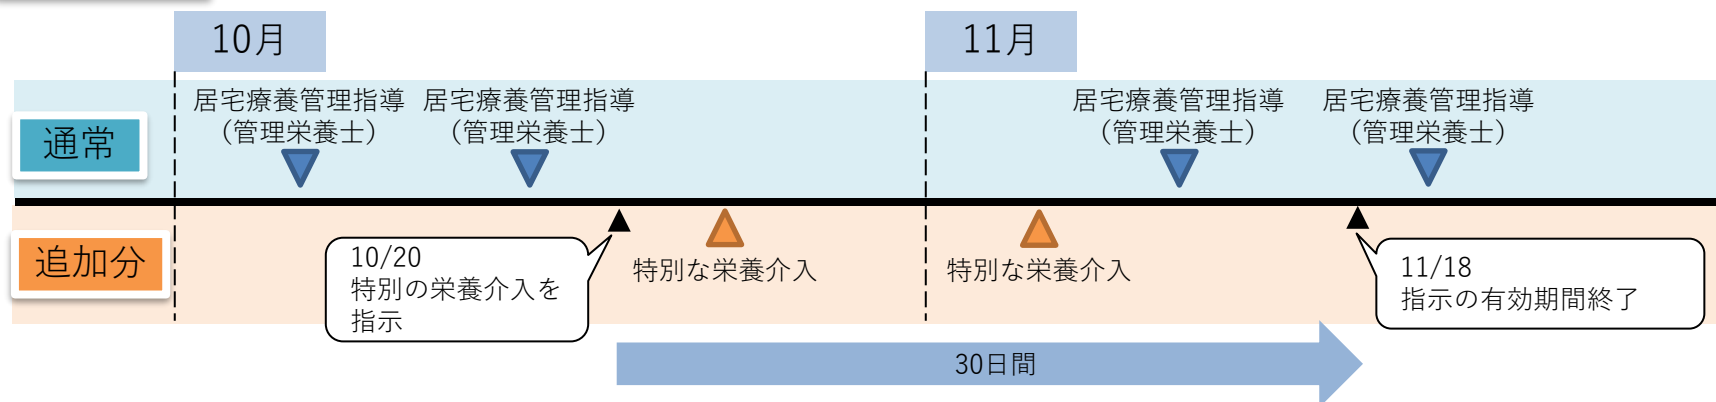 10月
11月
通常
居宅療養管理指導
(管理栄養士)
居宅療養管理指導
(管理栄養士)
居宅療養管理指導
(管理栄養士)
居宅療養管理指導
(管理栄養士)
追加分
10/20
特別の栄養介入を
指示
特別な栄養介入
特別な栄養介入
11/18
指示の有効期間終了
30日間